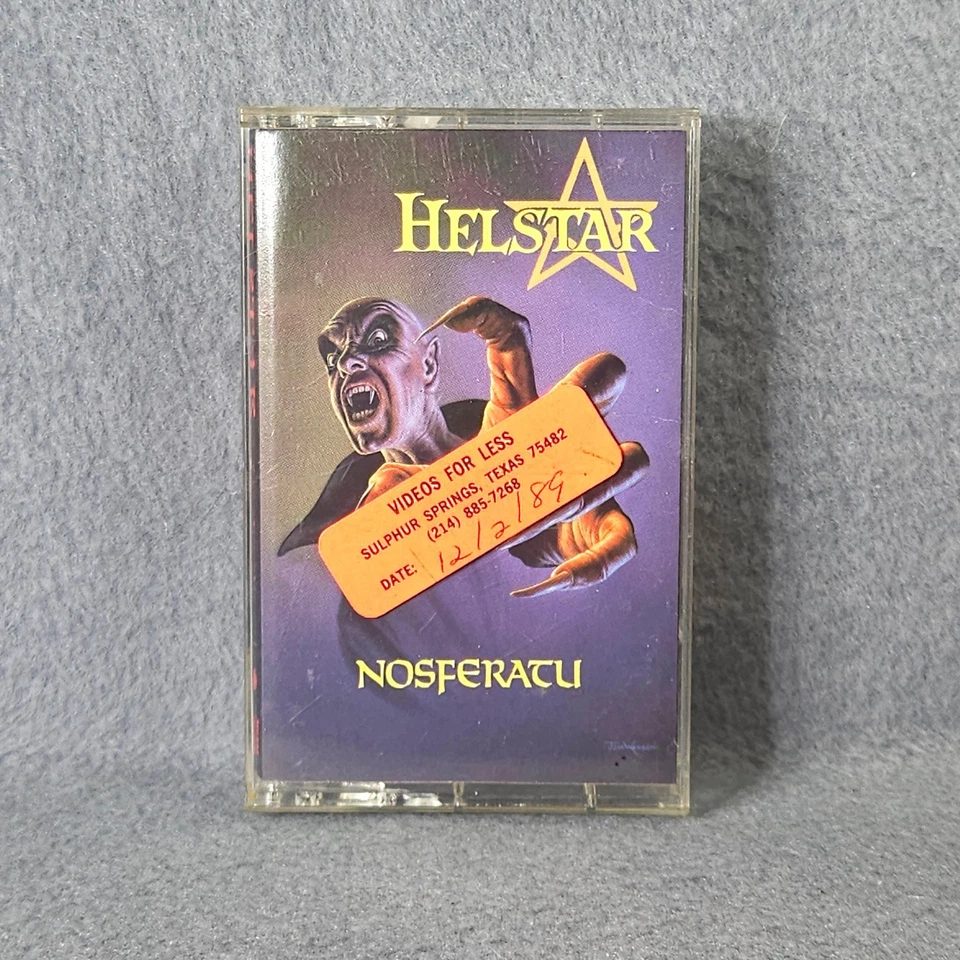 HELSTAR
VIDEOS FOR LESS
SULPHUR SPRINGS, TEXAS 75482
(214) 885-7268
DATE: 12/2/89
NOSFERATU